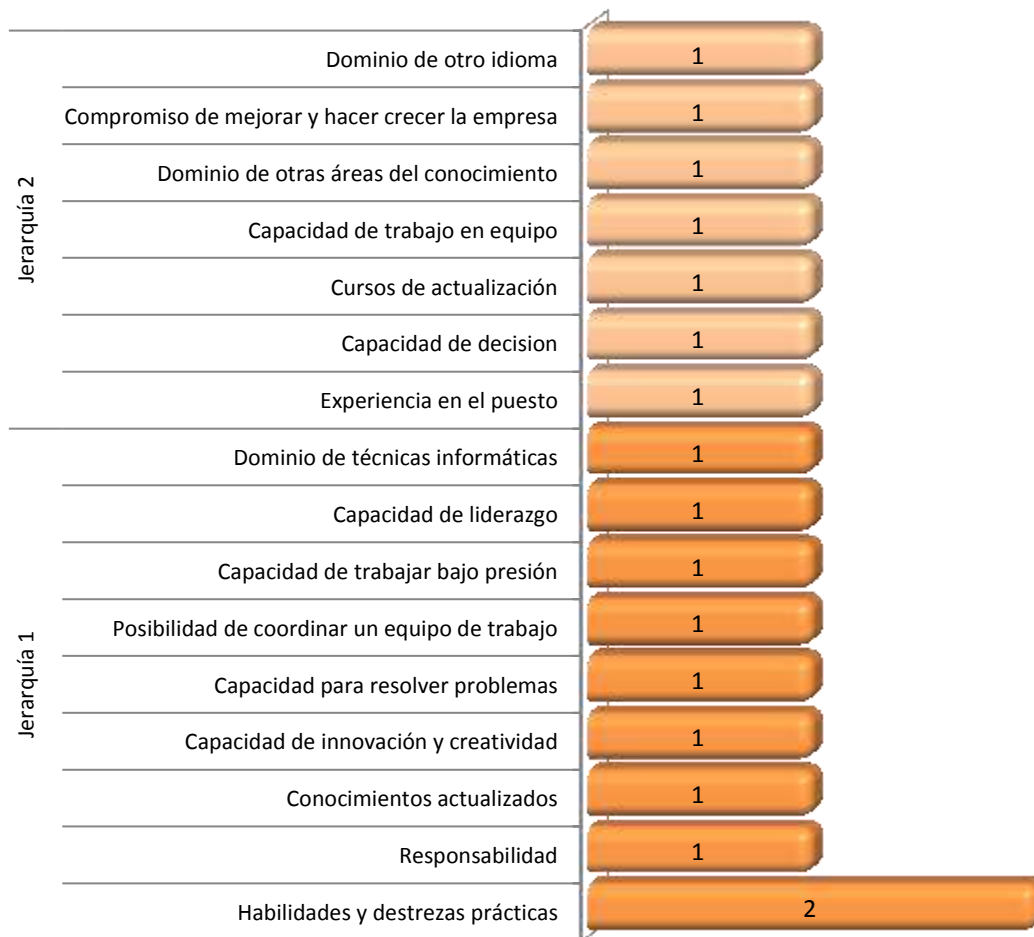 Jerarquía 2
Dominio de otro idioma 1
Compromiso de mejorar y hacer crecer la empresa 1
Dominio de otras áreas del conocimiento 1
Capacidad de trabajo en equipo 1
Cursos de actualización 1
Capacidad de decision 1
Experiencia en el puesto 1
Jerarquía 1
Dominio de técnicas informáticas 1
Capacidad de liderazgo 1
Capacidad de trabajar bajo presión 1
Posibilidad de coordinar un equipo de trabajo 1
Capacidad para resolver problemas 1
Capacidad de innovación y creatividad 1
Conocimientos actualizados 1
Responsabilidad 1
Habilidades y destrezas prácticas 2